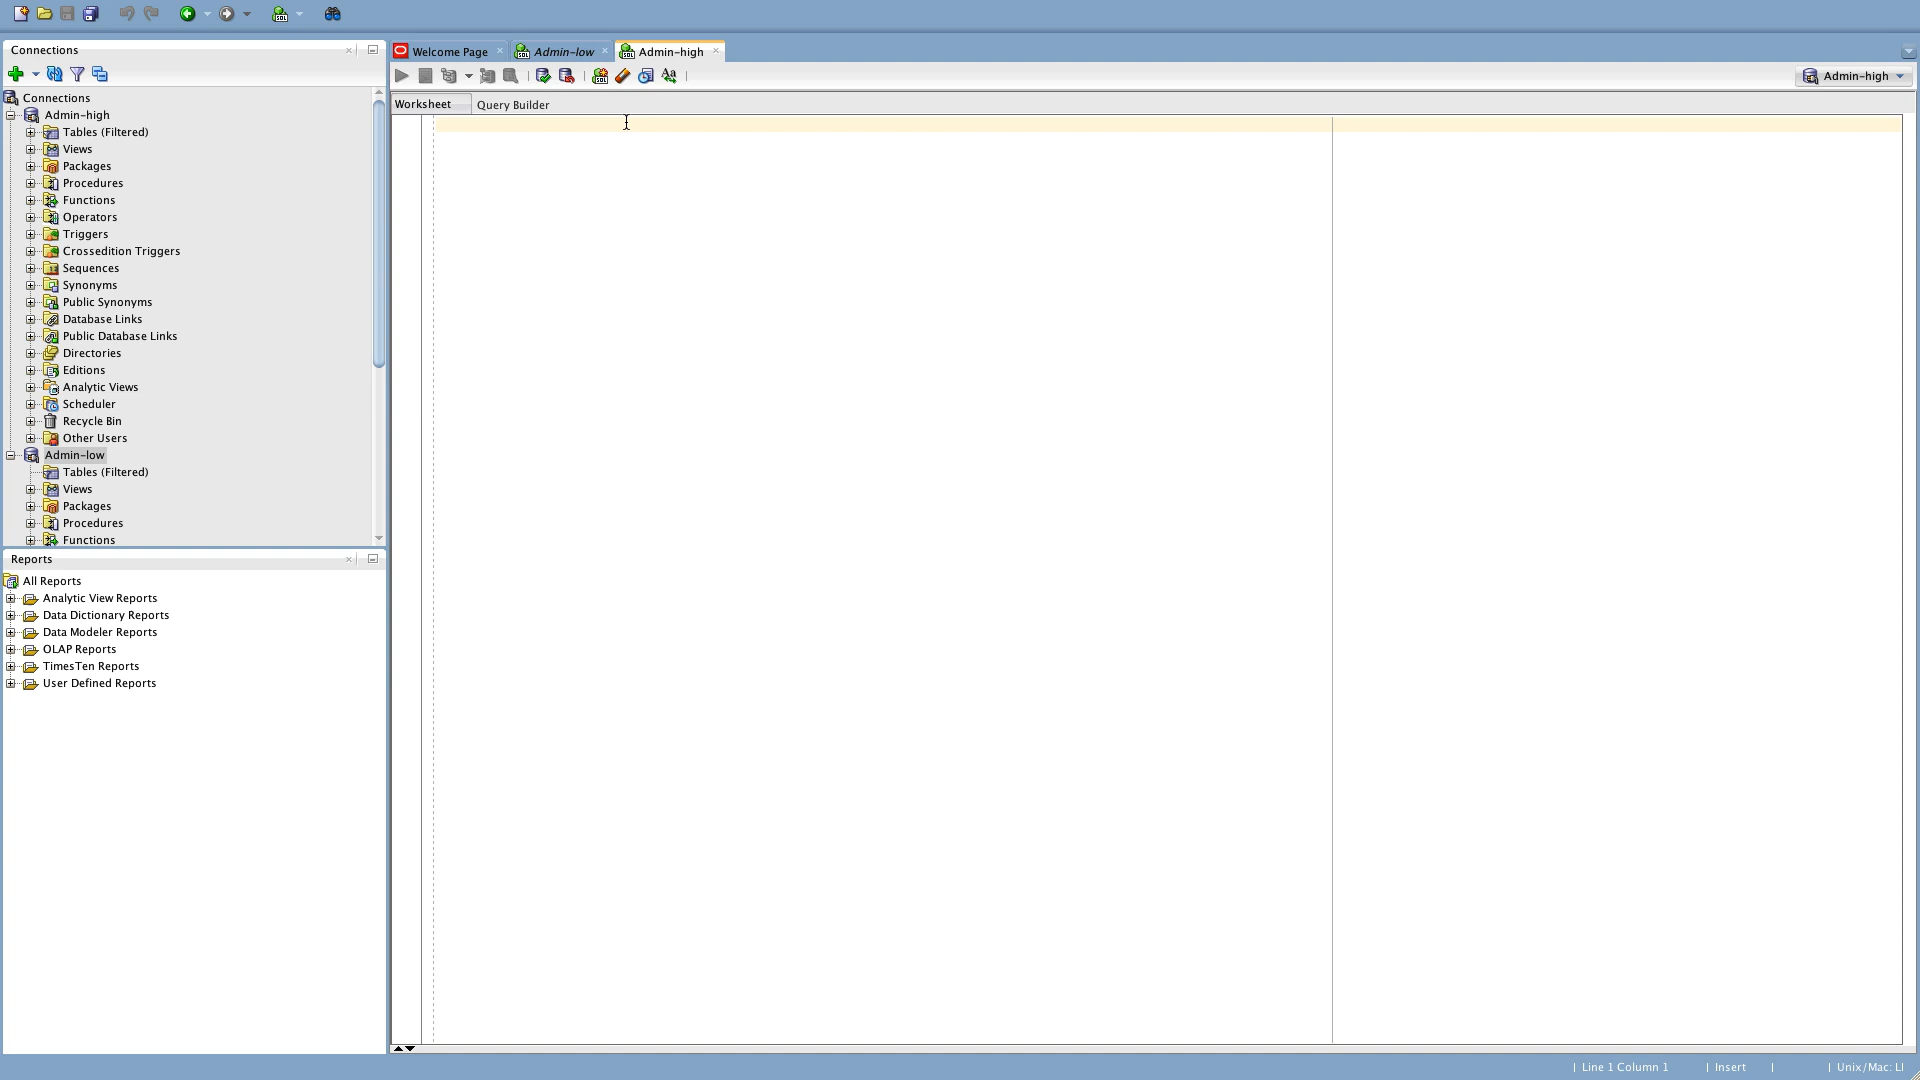 Connections
Connections
Admin-high
Tables (Filtered)
Views
Packages
Procedures
Functions
Operators
Triggers
Crossedition Triggers
Sequences
Synonyms
Public Synonyms
Database Links
Public Database Links
Directories
Editions
Analytic Views
Scheduler
Recycle Bin
Other Users
Admin-low
Tables (Filtered)
Views
Packages
Procedures
Functions
Reports
All Reports
Analytic View Reports
Data Dictionary Reports
Data Modeler Reports
OLAP Reports
TimesTen Reports
User Defined Reports
Welcome Page Admin-low Admin-high
Aa
Admin-high
Worksheet Query Builder
Line 1 Column 1 Insert Unix/Mac: LI